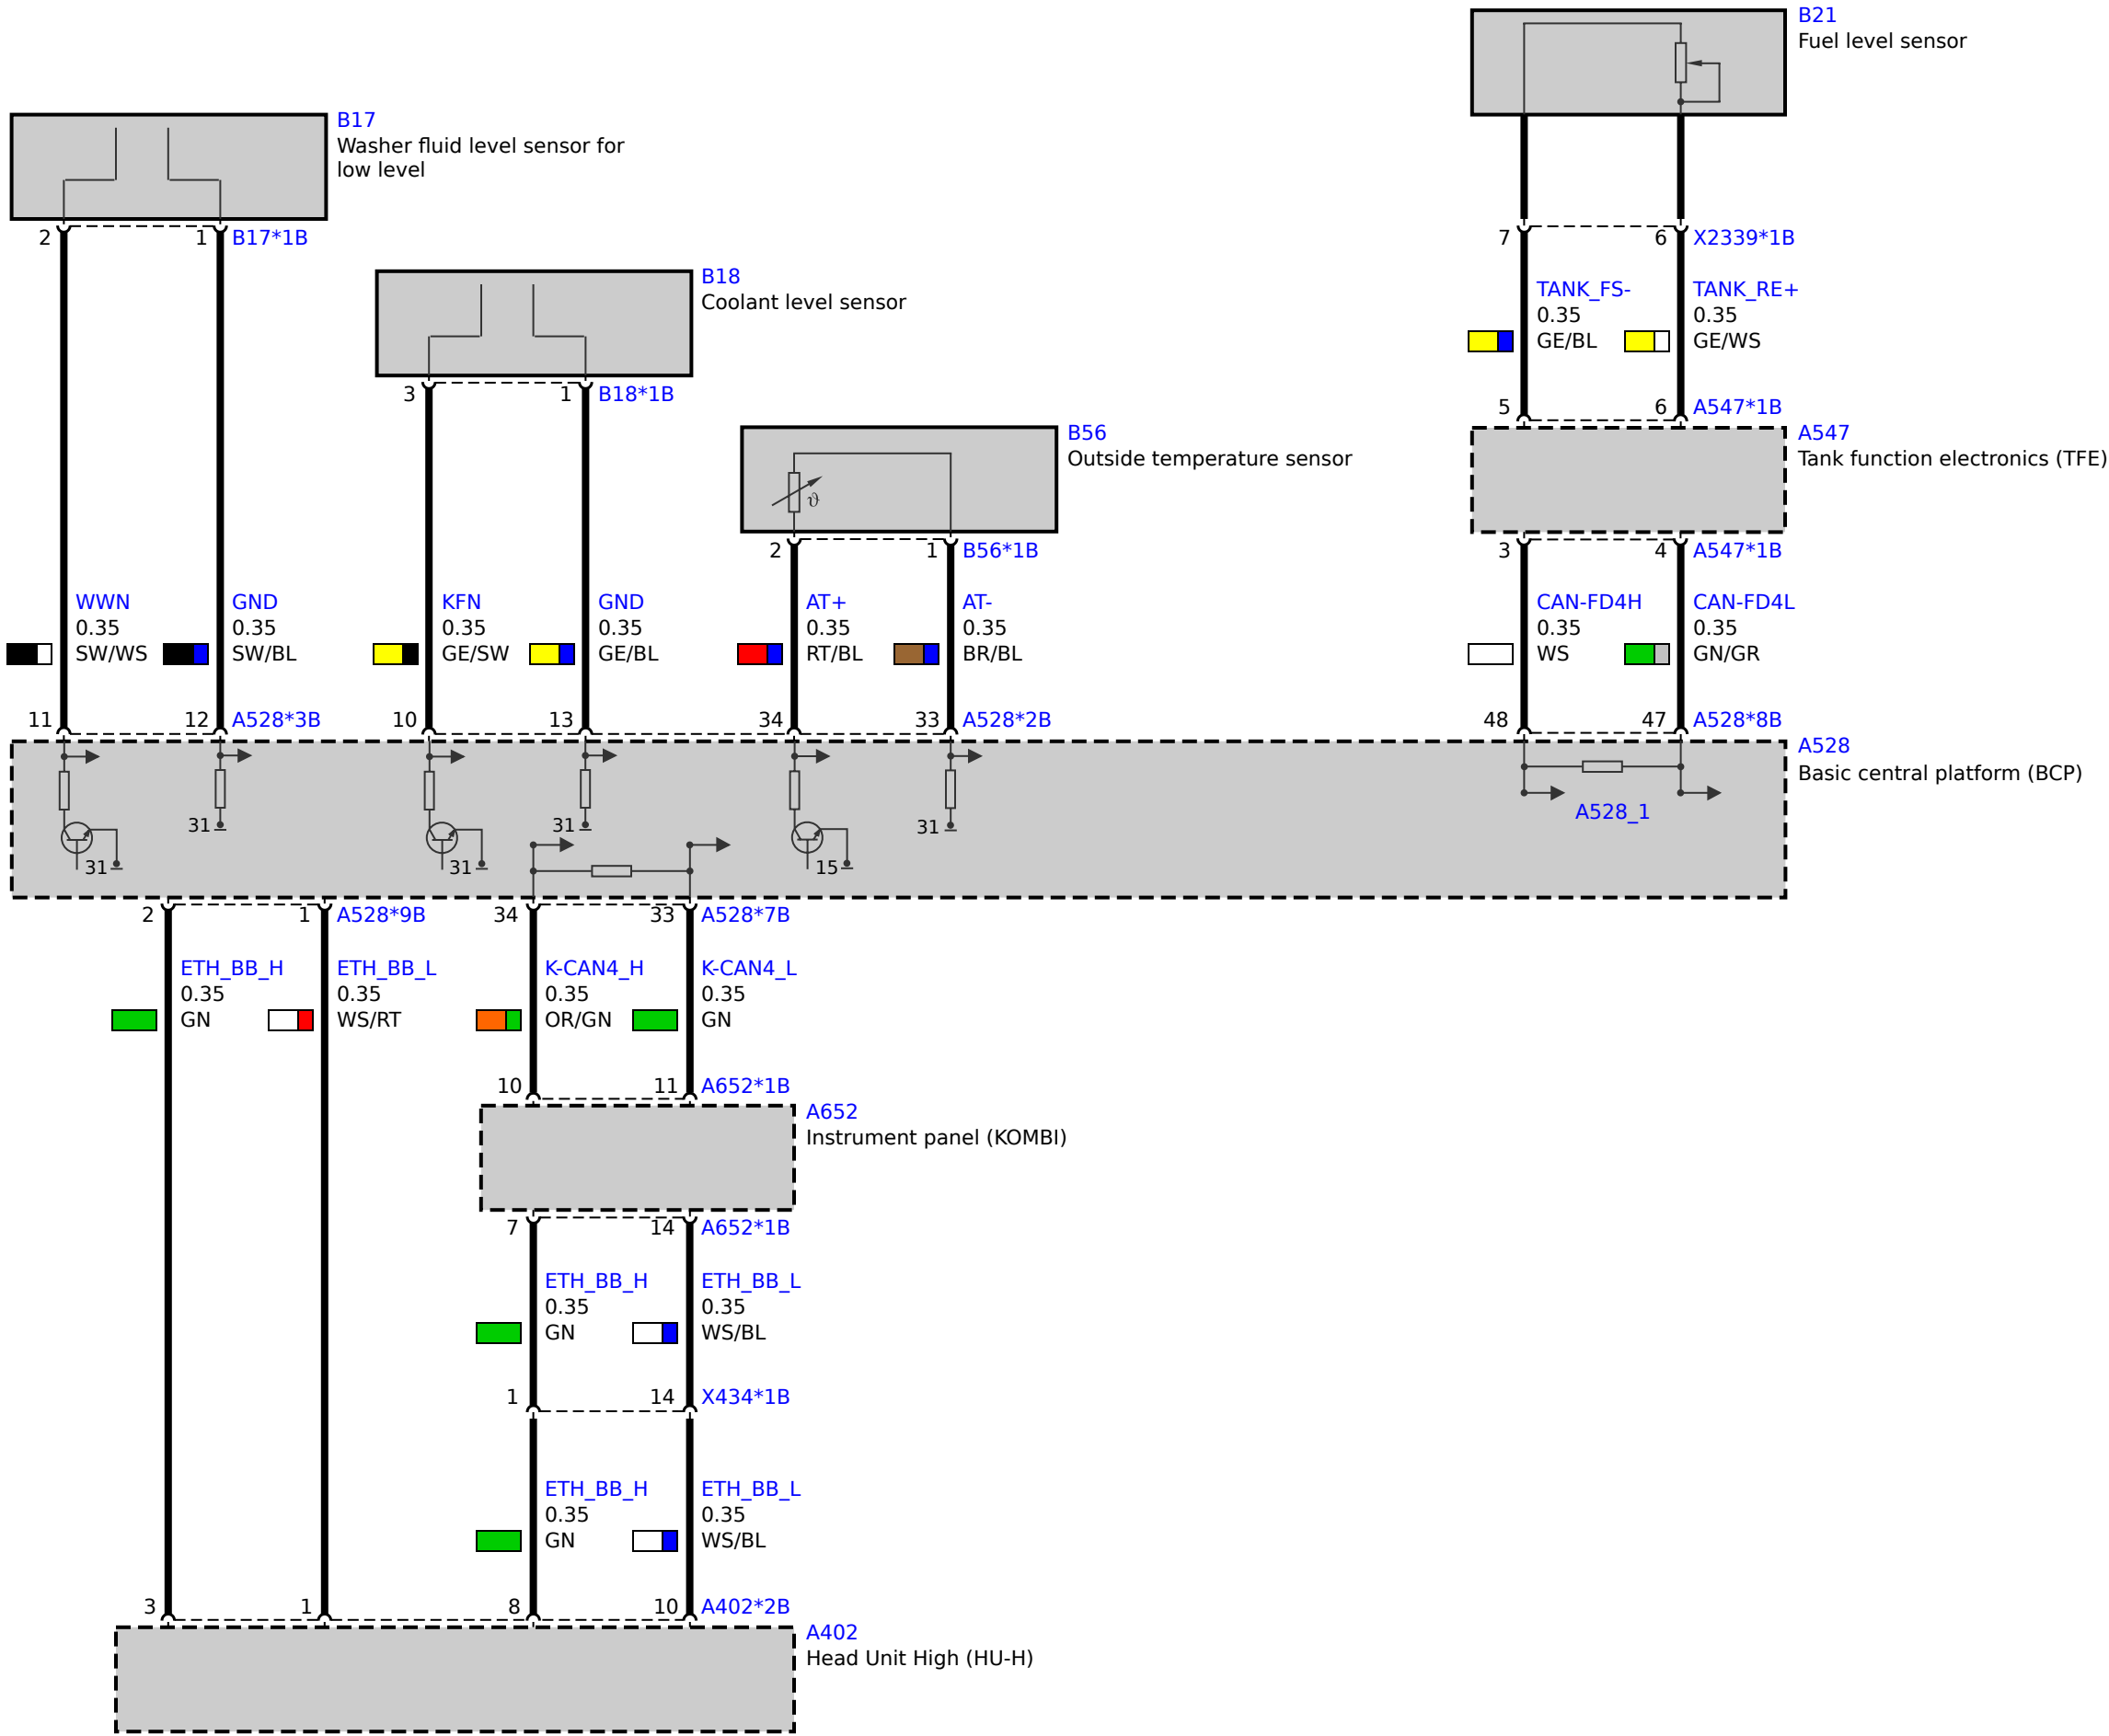 B21
Fuel level sensor
B17
Washer fluid level sensor for
low level
2 1 B17*1B
7 6 X2339*1B
B18
Coolant level sensor
TANK_FS- TANK_RE+
0.35 0.35
GE/BL GE/WS
3 1 B18*1B
5 6 A547*1B
B56
Outside temperature sensor
A547
Tank function electronics (TFE)
ϑ
2 1 B56*1B
3 4 A547*1B
WWN GND KFN GND AT+ AT- CAN-FD4H CAN-FD4L
0.35 0.35 0.35 0.35 0.35 0.35 0.35 0.35
SW/WS SW/BL GE/SW GE/BL RT/BL BR/BL WS GN/GR
11 12 A528*3B 10 13 34 33 A528*2B 48 47 A528*8B
A528
Basic central platform (BCP)
A528_1
31 31 31
31 31 15
2 1 A528*9B 34 33 A528*7B
ETH_BB_H ETH_BB_L K-CAN4_H K-CAN4_L
0.35 0.35 0.35 0.35
GN WS/RT OR/GN GN
10 11 A652*1B
A652
Instrument panel (KOMBI)
7 14 A652*1B
ETH_BB_H ETH_BB_L
0.35 0.35
GN WS/BL
1 14 X434*1B
ETH_BB_H ETH_BB_L
0.35 0.35
GN WS/BL
3 1 8 10 A402*2B
A402
Head Unit High (HU-H)